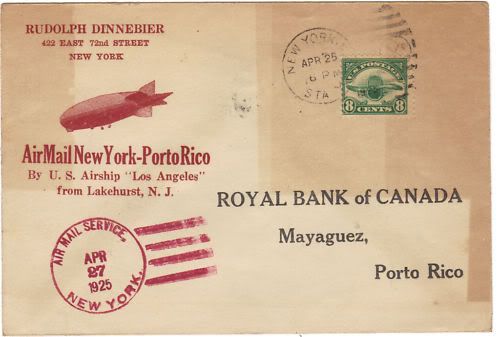 RUDOLPH DINNEBIER
422 EAST 72nd STREET
NEW YORK
NEW YORK
APR 25
6 PM
STA
U.S. POSTAGE
8 CENTS 8
AirMail New York-Porto Rico
By U. S. Airship "Los Angeles"
from Lakehurst, N. J.
ROYAL BANK of CANADA
Mayaguez,
Porto Rico
AIR MAIL SERVICE,
APR
27
1925
NEW YORK.